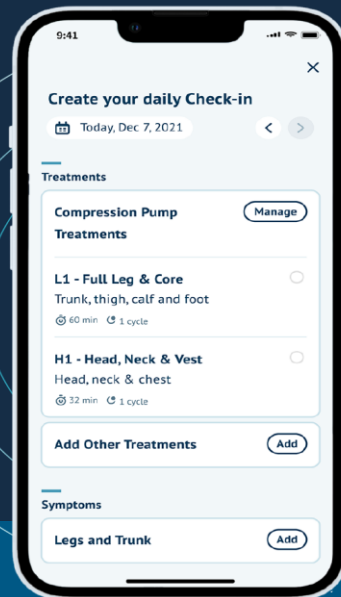 9:41
Create your daily Check-in
Today, Dec 7, 2021
Treatments
Compression Pump
Treatments
Manage
L1 - Full Leg & Core
Trunk, thigh, calf and foot
60 min 1 cycle
H1 - Head, Neck & Vest
Head, neck & chest
32 min 1 cycle
Add Other Treatments
Add
Symptoms
Legs and Trunk
Add